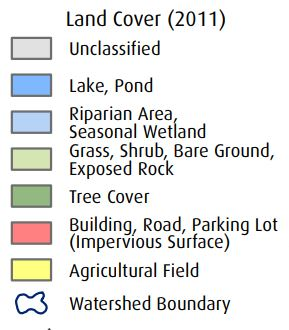 Land Cover (2011)
Unclassified
Lake, Pond
Riparian Area,
Seasonal Wetland
Grass, Shrub, Bare Ground,
Exposed Rock
Tree Cover
Building, Road, Parking Lot
(Impervious Surface)
Agricultural Field
Watershed Boundary